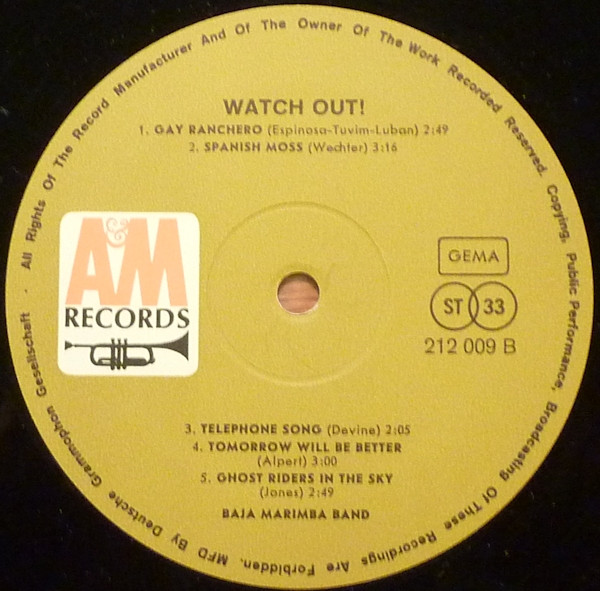 WATCH OUT!
1. GAY RANCHERO (Espinosa-Tuvim-Luban) 2:49
2. SPANISH MOSS (Wechter) 3:16
A&M
RECORDS
GEMA
ST 33
212 009 B
3. TELEPHONE SONG (Devine) 2:05
4. TOMORROW WILL BE BETTER
(Alpert) 3:00
5. GHOST RIDERS IN THE SKY
(Jones) 2:49
BAJA MARIMBA BAND
· All Rights Of The Record Manufacturer And Of The Owner Of The Work Recorded Reserved. Copying, Public Performance, Broadcasting Of These Recordings Are Forbidden. MFD By Deutsche Grammophon Gesellschaft